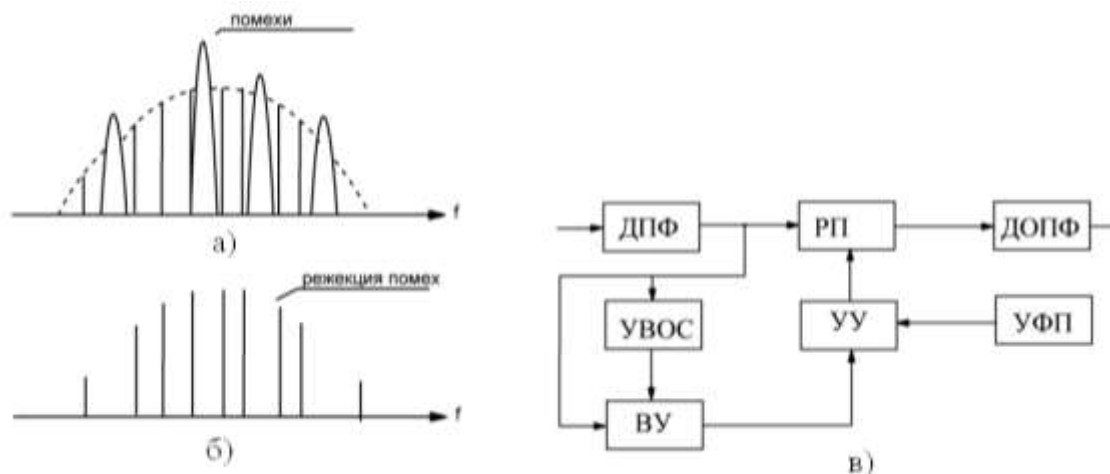 помехи
f
а)
режекция помех
f
б)
ДПФ
РП
ДОПФ
УВОС
УУ
УФП
ВУ
в)